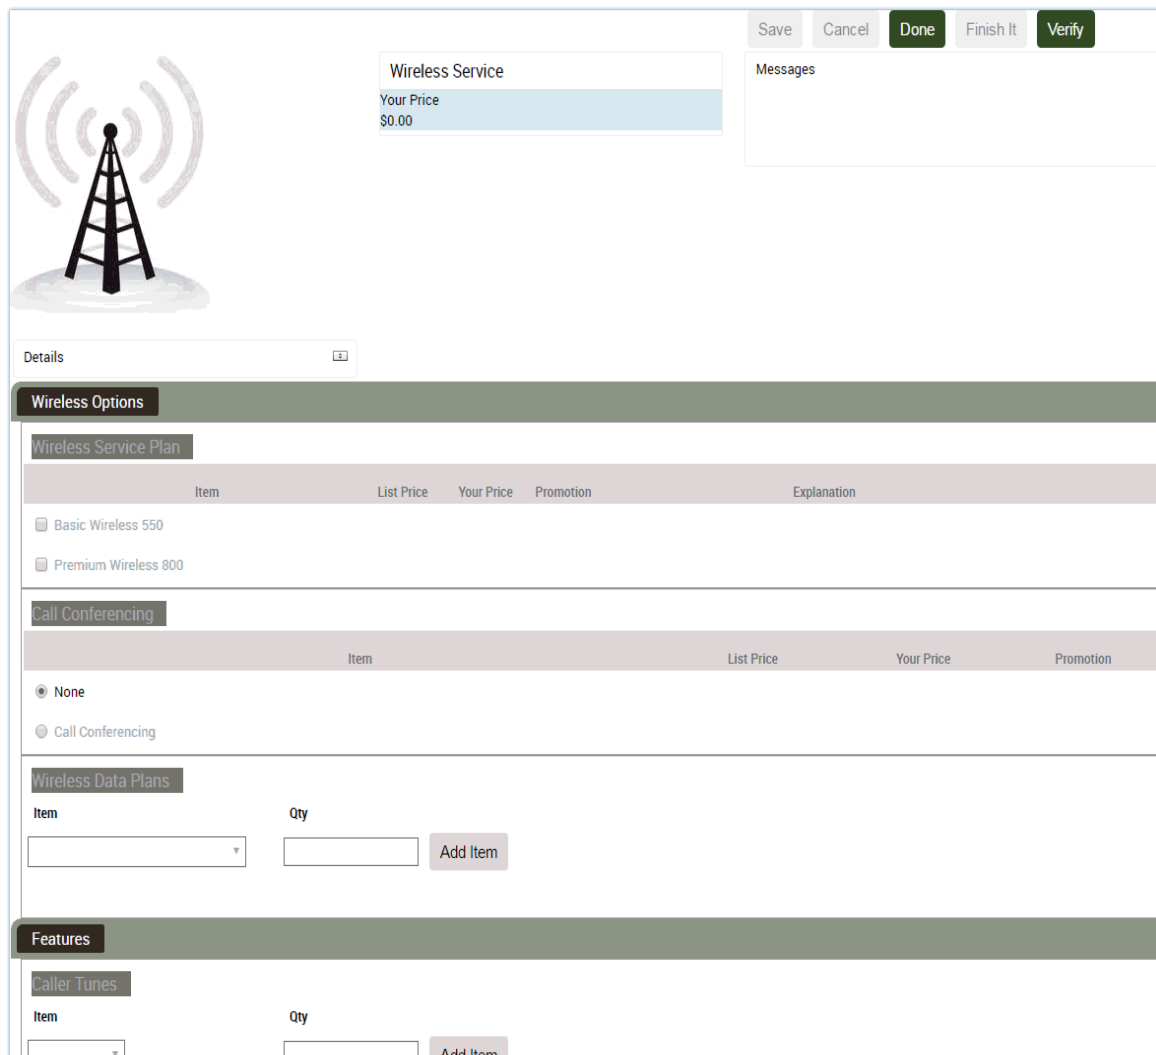 Save Cancel Done Finish It Verify
Wireless Service
Your Price
$0.00
Messages
Details
Wireless Options
Wireless Service Plan
Item List Price Your Price Promotion Explanation
Basic Wireless 550
Premium Wireless 800
Call Conferencing
Item List Price Your Price Promotion
None
Call Conferencing
Wireless Data Plans
Item Qty
Add Item
Features
Caller Tunes
Item Qty
Add Item